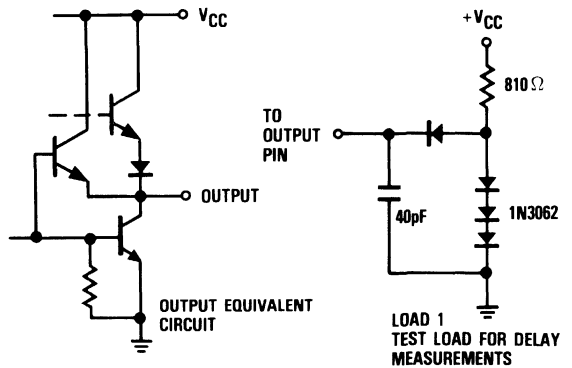 VCC
OUTPUT
OUTPUT EQUIVALENT
CIRCUIT
+VCC
810Ω
TO
OUTPUT
PIN
40pF
1N3062
LOAD 1
TEST LOAD FOR DELAY
MEASUREMENTS